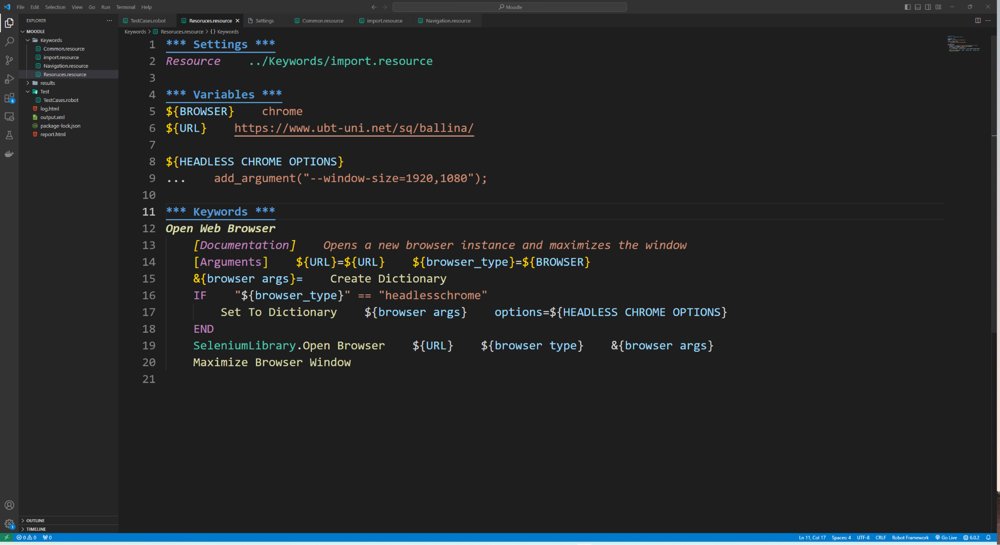 File Edit Selection View Go Run Terminal Help
Moodle
EXPLORER
MOODLE
Keywords
Common.resource
import.resource
Navigation.resource
Resoruces.resource
results
Test
TestCases.robot
log.html
output.xml
package-lock.json
report.html
OUTLINE
TIMELINE
6
1
TestCases.robot Resoruces.resource Settings Common.resource import.resource Navigation.resource
Keywords > Resoruces.resource > {} Keywords
1 *** Settings ***
2 Resource    ../Keywords/import.resource
3
4 *** Variables ***
5 ${BROWSER}    chrome
6 ${URL}    https://www.ubt-uni.net/sq/ballina/
7
8 ${HEADLESS CHROME OPTIONS}
9 ...    add_argument("--window-size=1920,1080");
10
11 *** Keywords ***
12 Open Web Browser
13     [Documentation]    Opens a new browser instance and maximizes the window
14     [Arguments]    ${URL}=${URL}    ${browser_type}=${BROWSER}
15     &{browser args}=    Create Dictionary
16     IF    "${browser_type}" == "headlesschrome"
17         Set To Dictionary    ${browser args}    options=${HEADLESS CHROME OPTIONS}
18     END
19     SeleniumLibrary.Open Browser    ${URL}    ${browser type}    &{browser args}
20     Maximize Browser Window
21
0 0 0 Ln 11, Col 17 Spaces: 4 UTF-8 CRLF Robot Framework Go Live 6.0.2